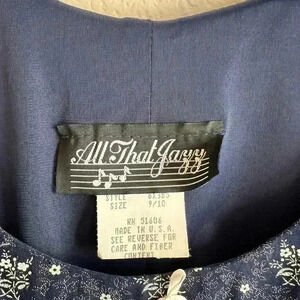 All That Jazz
STYLE
SIZE 9/10
RN 51606
MADE IN U.S.A.
SEE REVERSE FOR
CARE AND FIBER
CONTENT